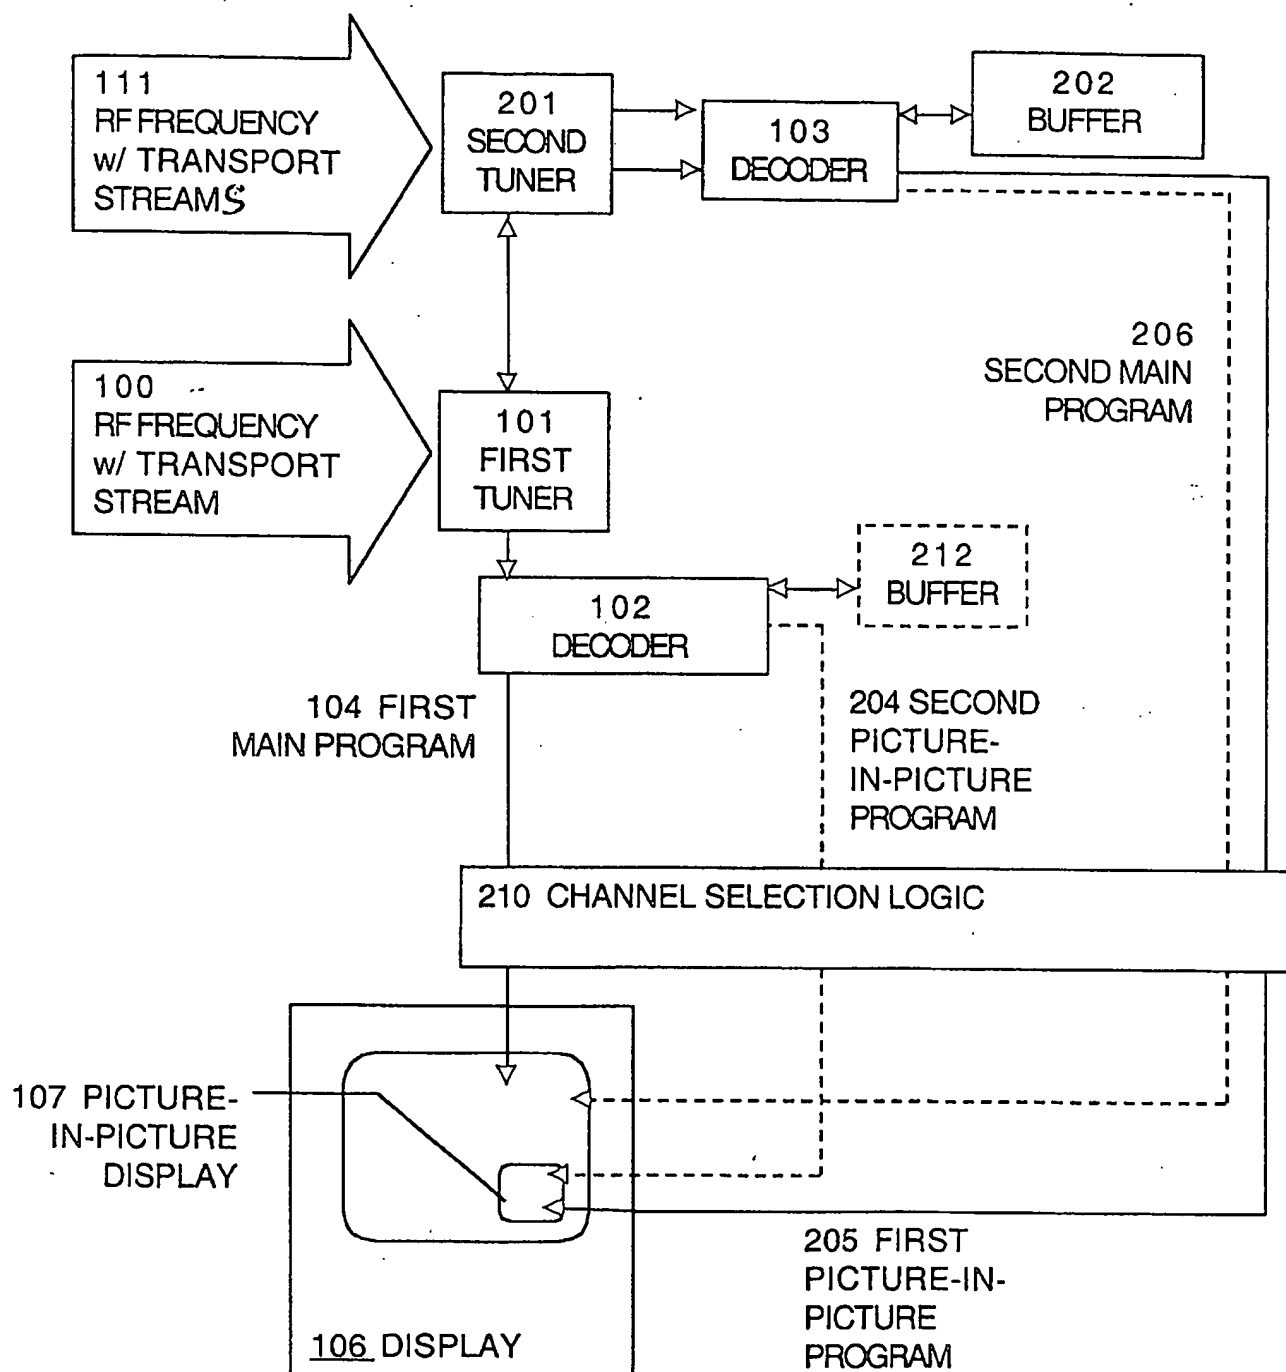 111
RF FREQUENCY
w/ TRANSPORT
STREAMS
201
SECOND
TUNER
103
DECODER
202
BUFFER
206
SECOND MAIN
PROGRAM
100
RF FREQUENCY
w/ TRANSPORT
STREAM
101
FIRST
TUNER
212
BUFFER
102
DECODER
104 FIRST
MAIN PROGRAM
204 SECOND
PICTURE-
IN-PICTURE
PROGRAM
210 CHANNEL SELECTION LOGIC
107 PICTURE-
IN-PICTURE
DISPLAY
205 FIRST
PICTURE-IN-
PICTURE
PROGRAM
106 DISPLAY